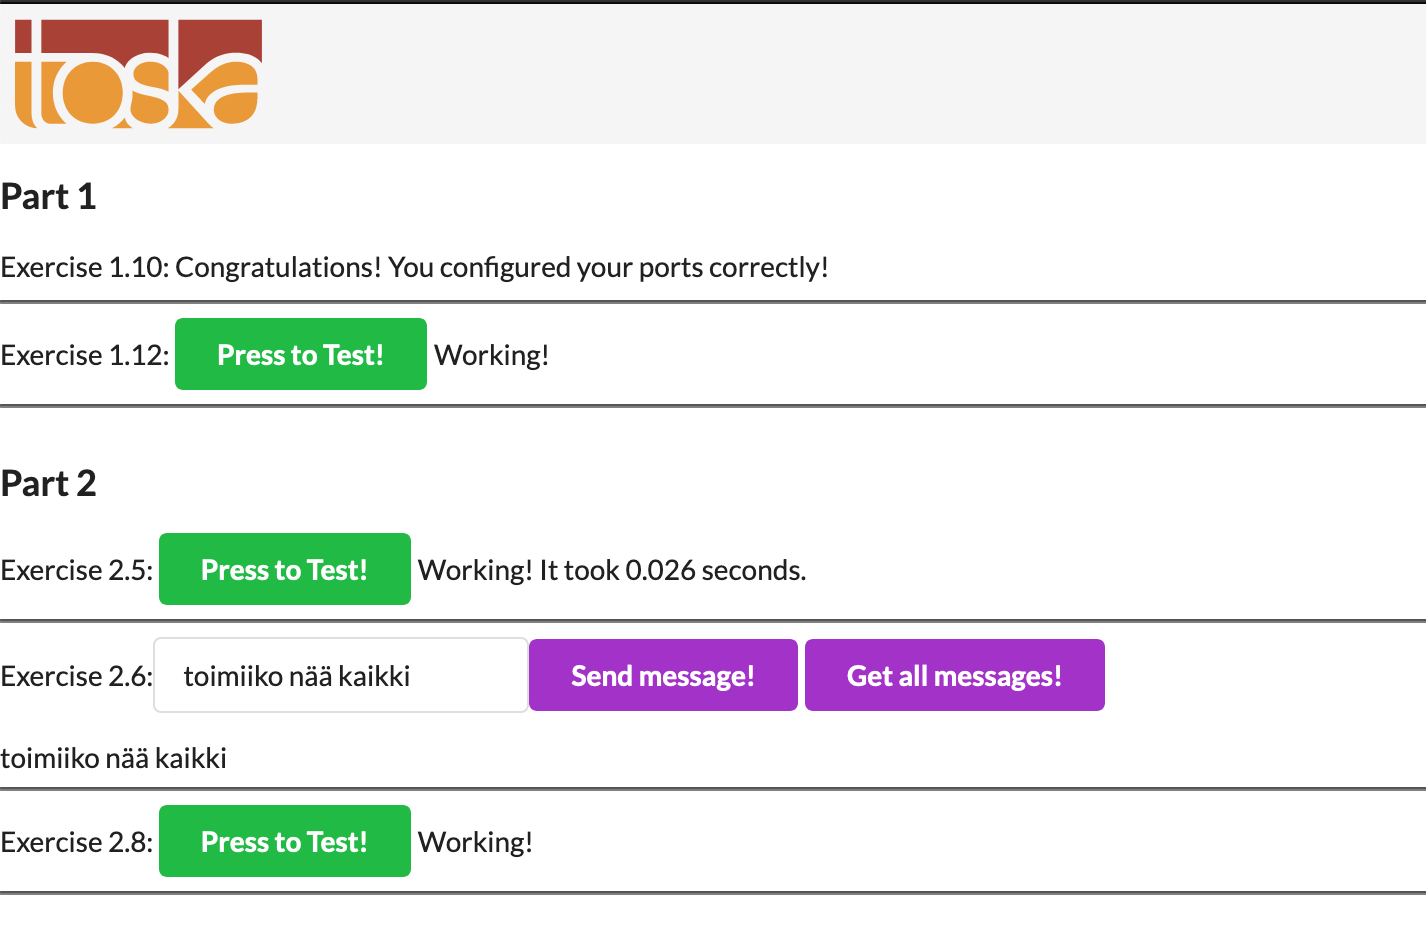 toska
Part 1
Exercise 1.10: Congratulations! You configured your ports correctly!
Exercise 1.12: Press to Test! Working!
Part 2
Exercise 2.5: Press to Test! Working! It took 0.026 seconds.
Exercise 2.6: toimiiko nää kaikki Send message! Get all messages!
toimiiko nää kaikki
Exercise 2.8: Press to Test! Working!